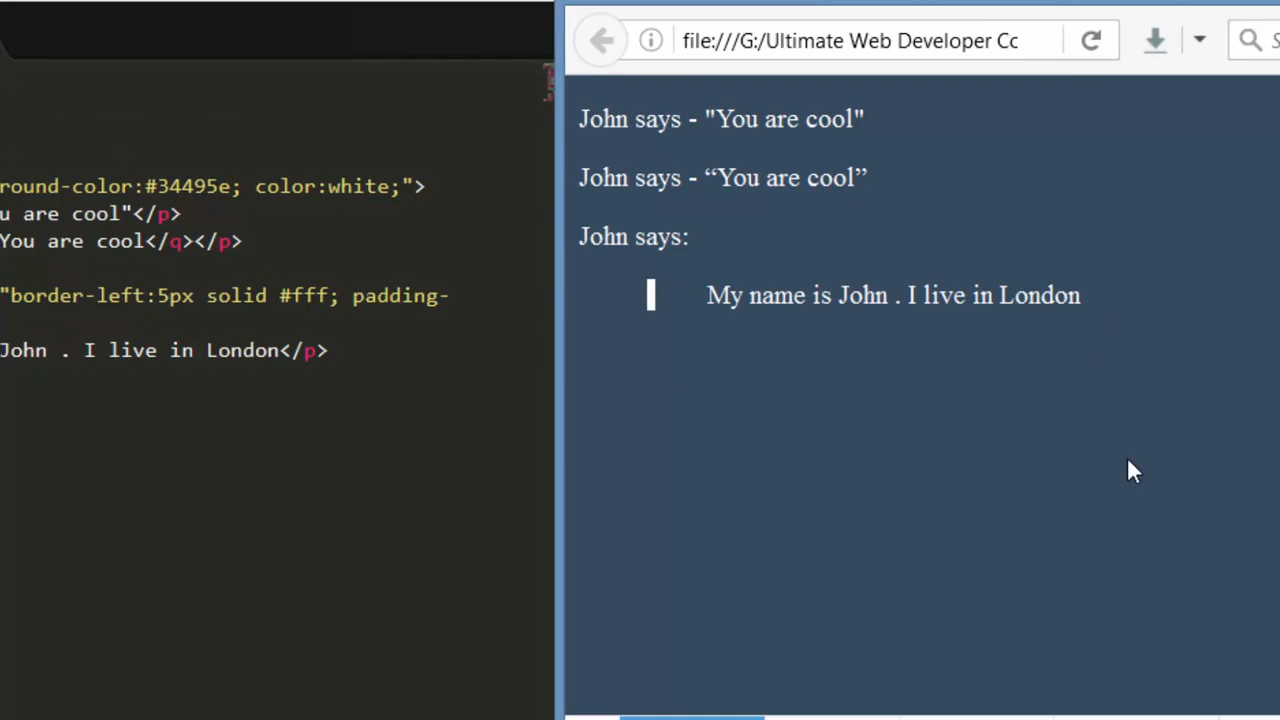 file:///G:/Ultimate Web Developer Cc
John says - "You are cool"
John says - “You are cool”
John says:
My name is John . I live in London
round-color:#34495e; color:white;">
u are cool"</p>
You are cool</q></p>
"border-left:5px solid #fff; padding-
John . I live in London</p>